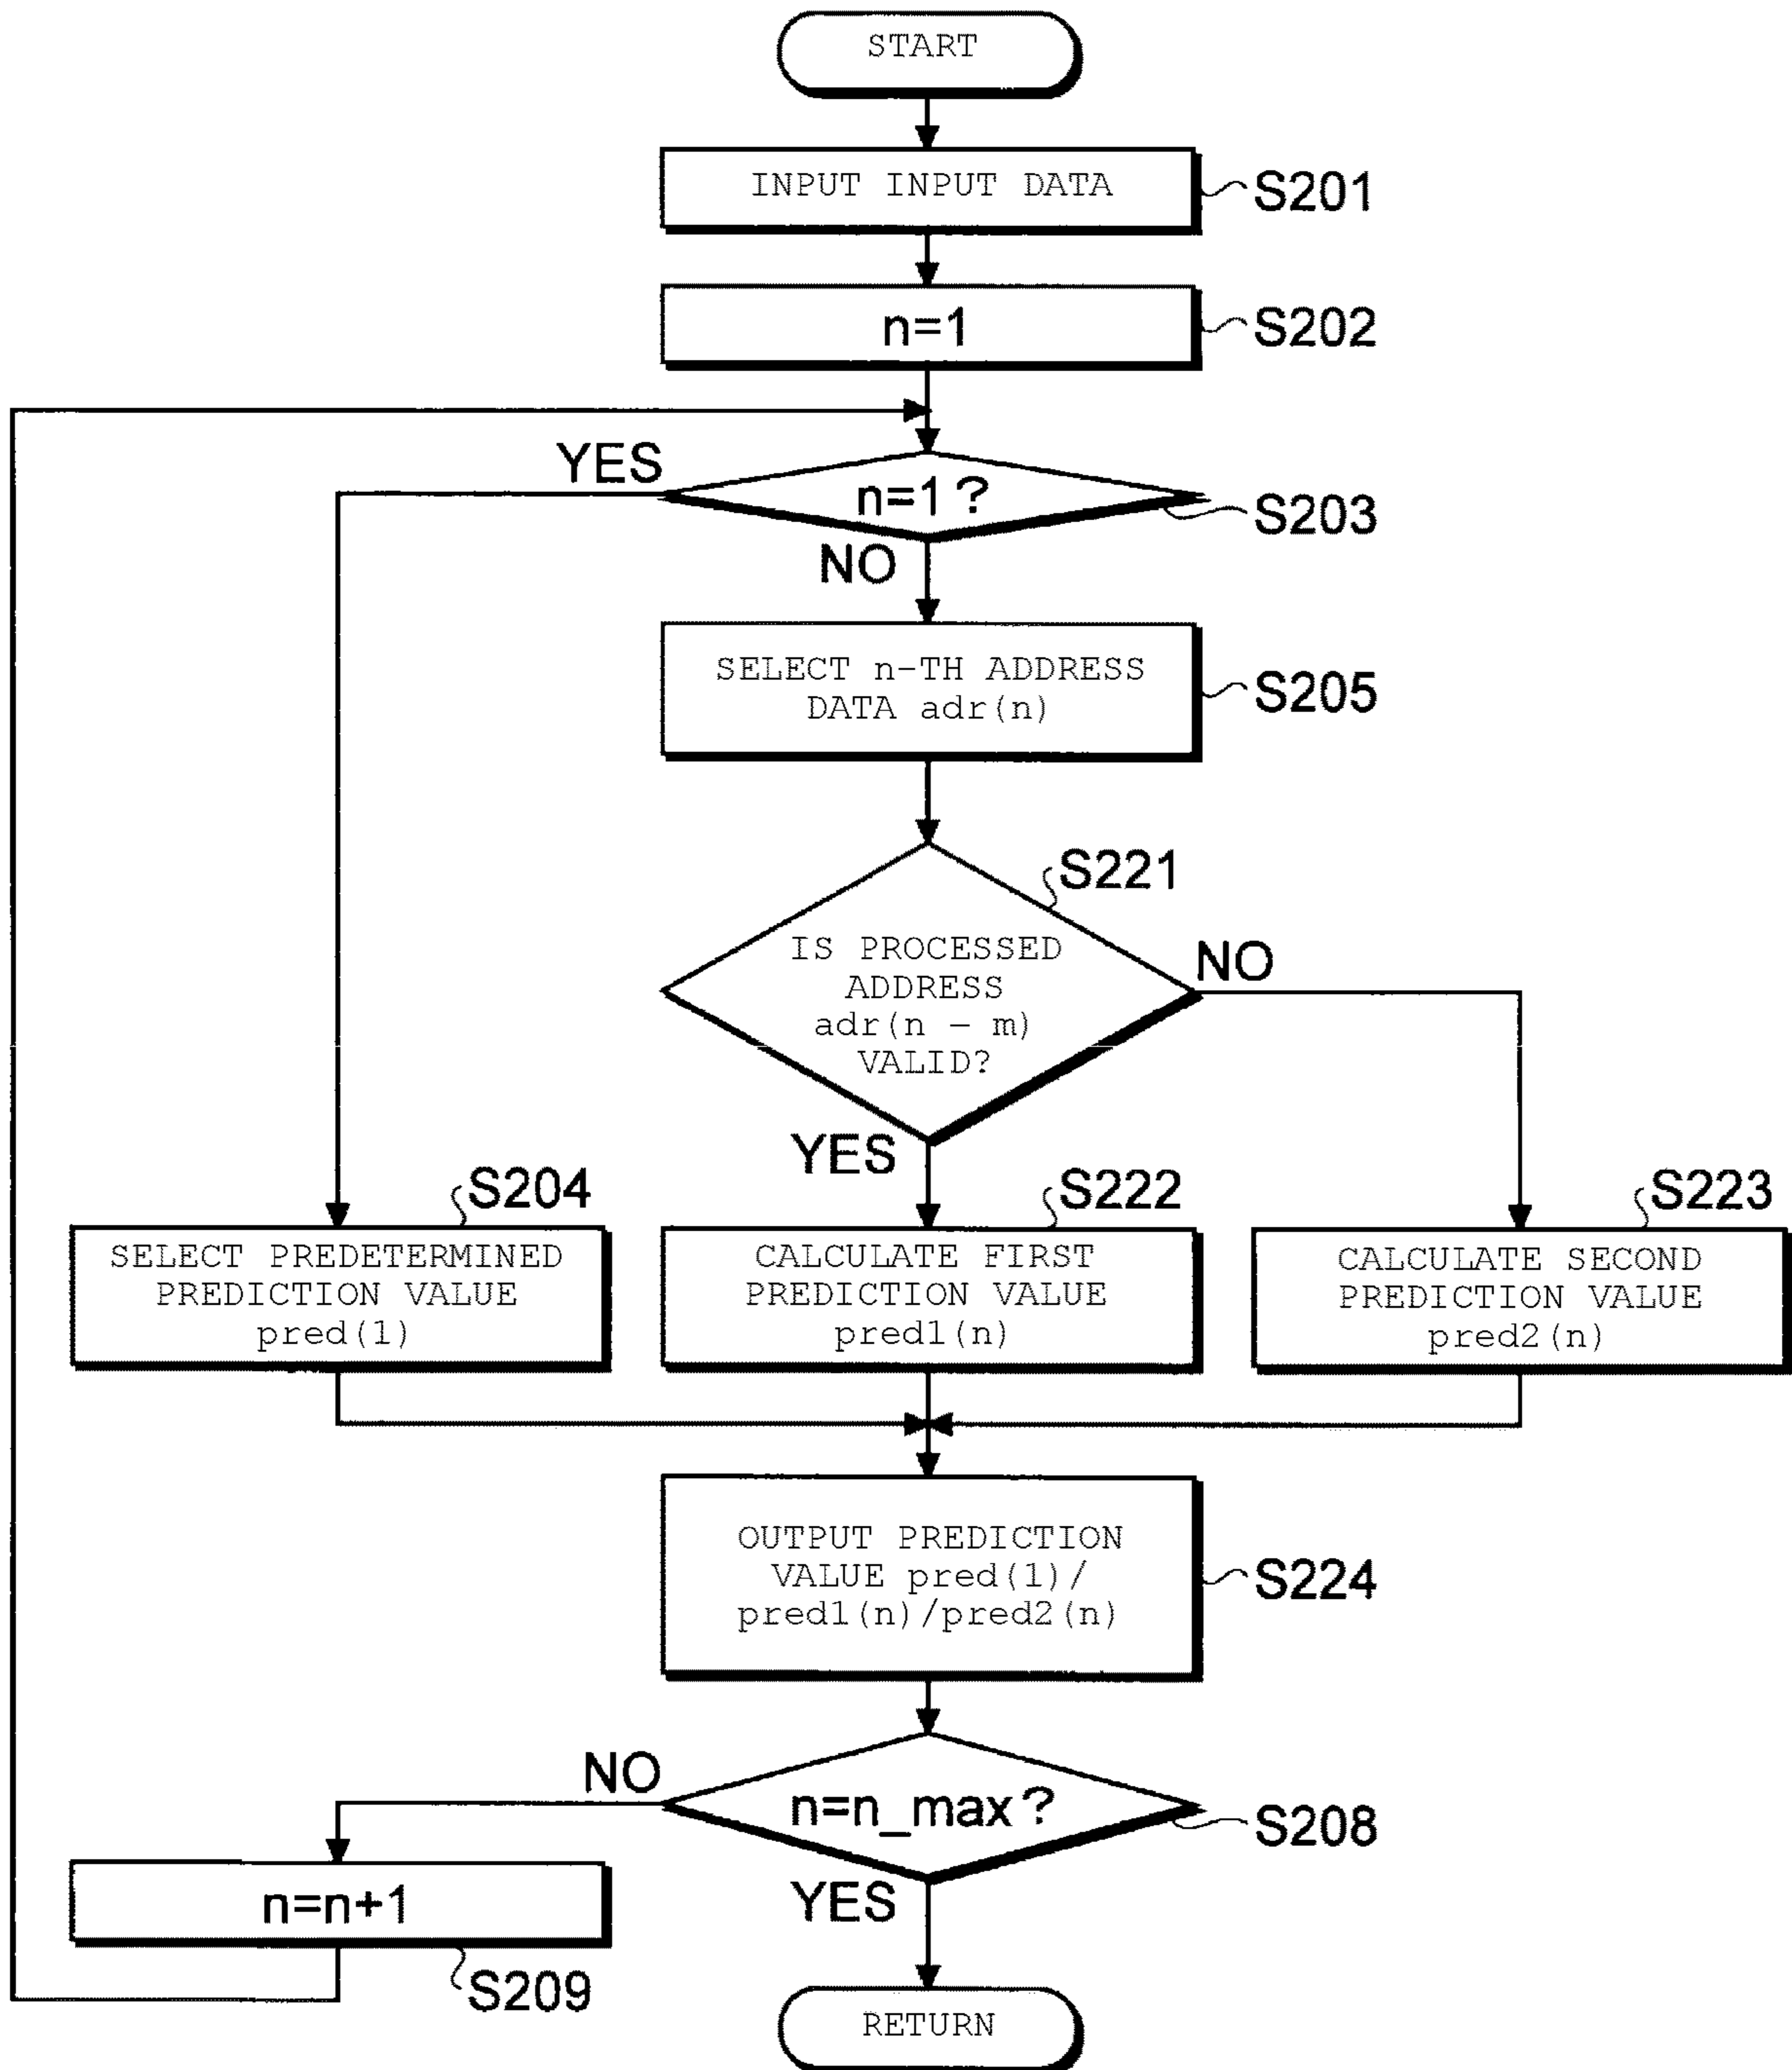 START
INPUT INPUT DATA
S201
n=1
S202
YES
n=1?
S203
NO
SELECT n-TH ADDRESS
DATA adr(n)
S205
S221
IS PROCESSED
ADDRESS
adr(n - m)
VALID?
NO
YES
S204
SELECT PREDETERMINED
PREDICTION VALUE
pred(1)
S222
CALCULATE FIRST
PREDICTION VALUE
pred1(n)
S223
CALCULATE SECOND
PREDICTION VALUE
pred2(n)
OUTPUT PREDICTION
VALUE pred(1)/
pred1(n)/pred2(n)
S224
NO
n=n_max?
S208
YES
n=n+1
S209
RETURN